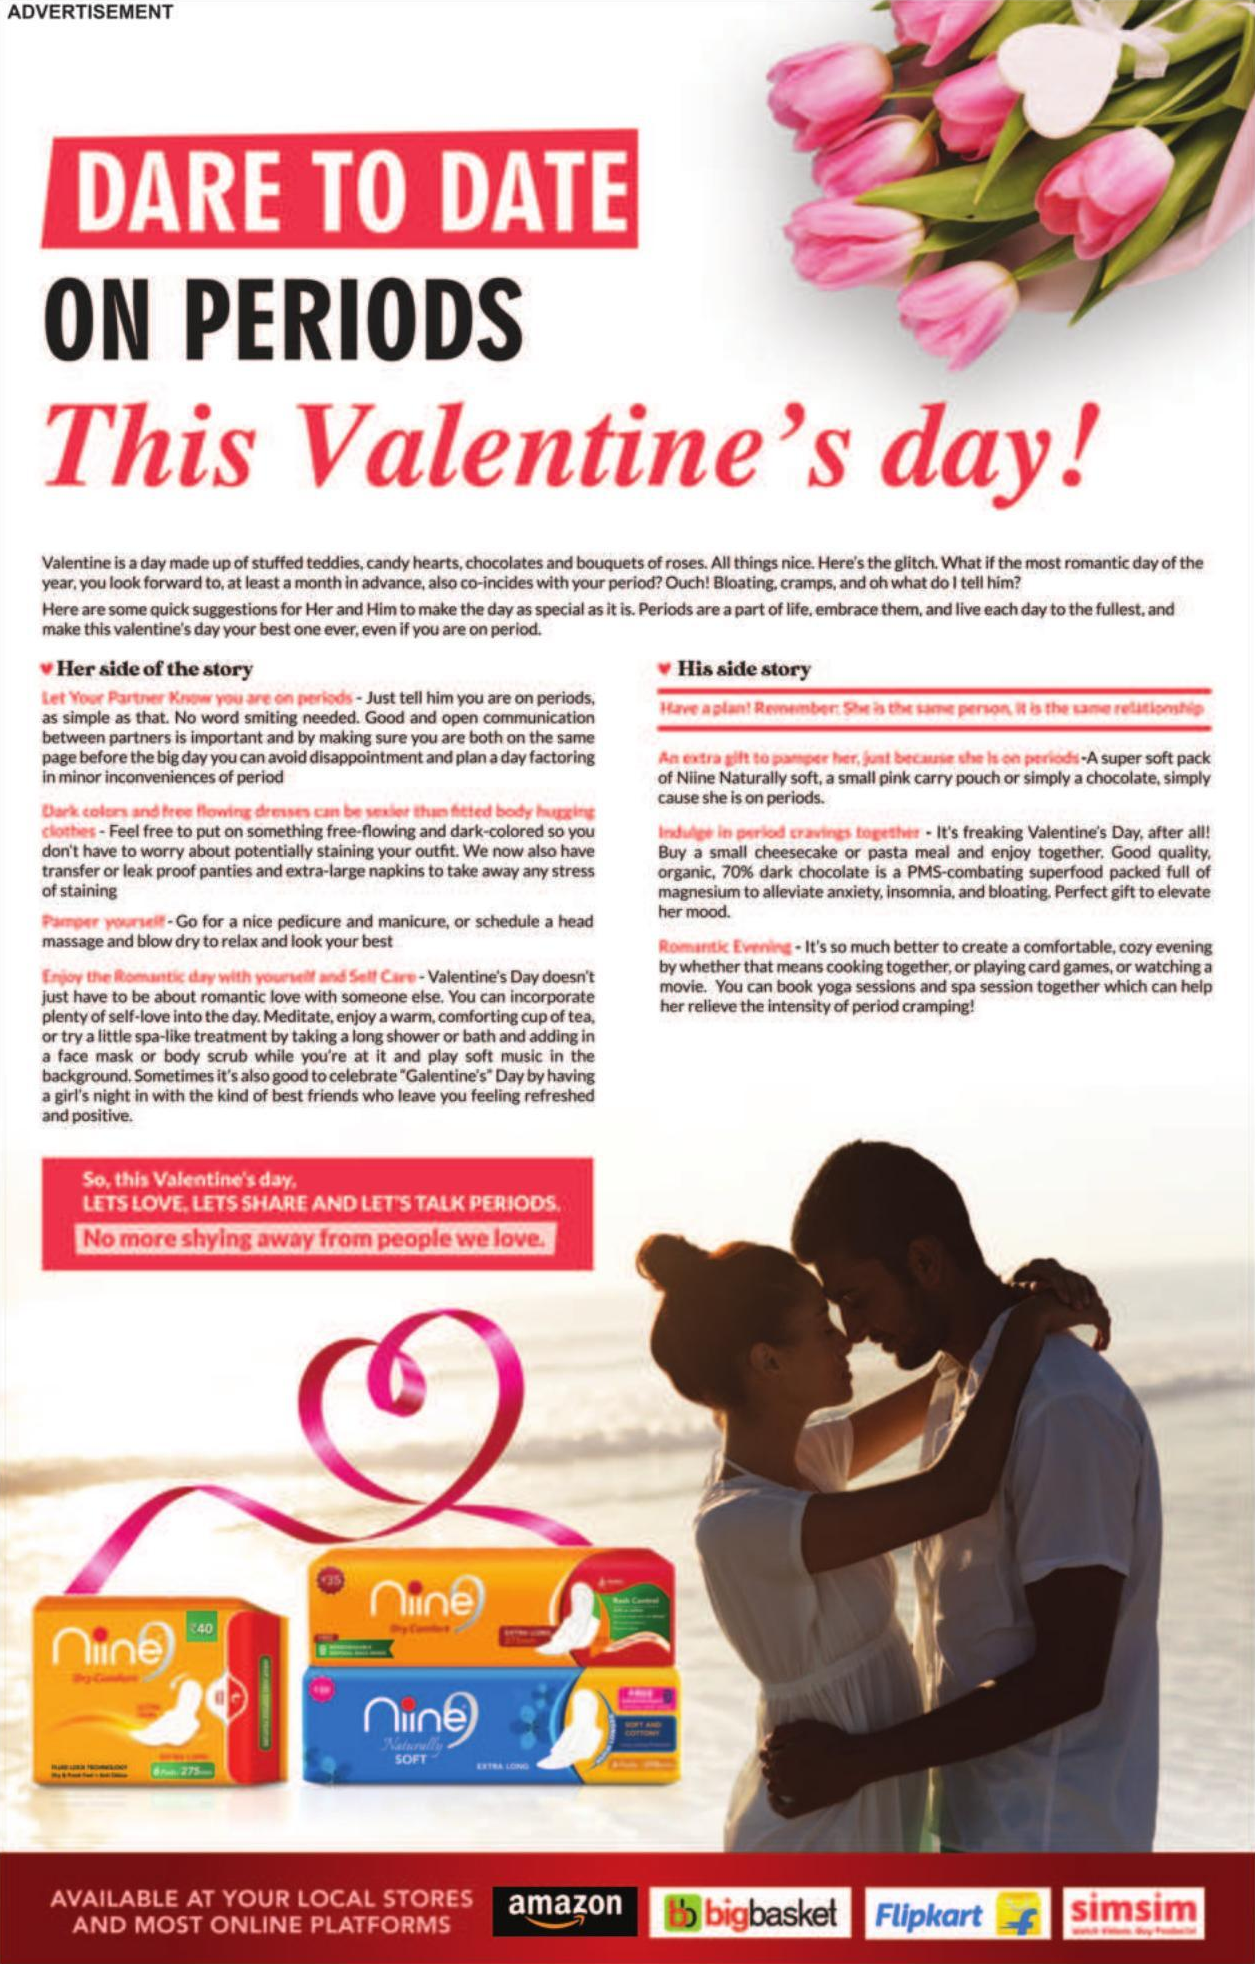 ADVERTISEMENT
DARE TO DATE
ON PERIODS
This Valentine's day!
Valentine is a day made up of stuffed teddies, candy hearts, chocolates and bouquets of roses. All things nice. Here's the glitch. What if the most romantic day of the
year, you look forward to, at least a month in advance, also co-incides with your period? Ouch! Bloating, cramps, and oh what do I tell him?
Here are some quick suggestions for Her and Him to make the day as special as it is. Periods are a part of life, embrace them, and live each day to the fullest, and
make this valentine's day your best one ever, even if you are on period.
Her side of the story
Let Your Partner Know you are on periods - Just tell him you are on periods,
as simple as that. No word smiting needed. Good and open communication
between partners is important and by making sure you are both on the same
page before the big day you can avoid disappointment and plan a day factoring
in minor inconveniences of period
Dark colors and free flowing dresses can be sexier than fitted body hugging
clothes - Feel free to put on something free-flowing and dark-colored so you
don't have to worry about potentially staining your outfit. We now also have
transfer or leak proof panties and extra-large napkins to take away any stress
of staining
Pamper yourself - Go for a nice pedicure and manicure, or schedule a head
massage and blow dry to relax and look your best
Enjoy the Romantic day with yourself and Self Care - Valentine's Day doesn't
just have to be about romantic love with someone else. You can incorporate
plenty of self-love into the day. Meditate, enjoy a warm, comforting cup of tea,
or try a little spa-like treatment by taking a long shower or bath and adding in
a face mask or body scrub while you're at it and play soft music in the
background. Sometimes it's also good to celebrate "Galentine's" Day by having
a girl's night in with the kind of best friends who leave you feeling refreshed
and positive.
His side story
Have a plan! Remember: She is the same person, it is the same relationship
An extra gift to pamper her, just because she is on periods -A super soft pack
of Niine Naturally soft, a small pink carry pouch or simply a chocolate, simply
cause she is on periods.
Indulge in period cravings together - It's freaking Valentine's Day, after all!
Buy a small cheesecake or pasta meal and enjoy together. Good quality,
organic, 70% dark chocolate is a PMS-combating superfood packed full of
magnesium to alleviate anxiety, insomnia, and bloating. Perfect gift to elevate
her mood.
Romantic Evening - It's so much better to create a comfortable, cozy evening
by whether that means cooking together, or playing card games, or watching a
movie. You can book yoga sessions and spa session together which can help
her relieve the intensity of period cramping!
So, this Valentine's day,
LETS LOVE, LETS SHARE AND LET'S TALK PERIODS.
No more shying away from people we love.
niine
₹40
Dry Comfort
EXTRA LONG
6 Pads 275mm
FLUID LOCK TECHNOLOGY
₹35
niine
Dry Comfort
EXTRA LONG
Rash Control
niine
Naturally
SOFT
EXTRA LONG
FREE
SOFT AND
COTTONY
AVAILABLE AT YOUR LOCAL STORES
AND MOST ONLINE PLATFORMS
amazon
bb bigbasket
Flipkart
simsim
Watch Videos. Buy Products!